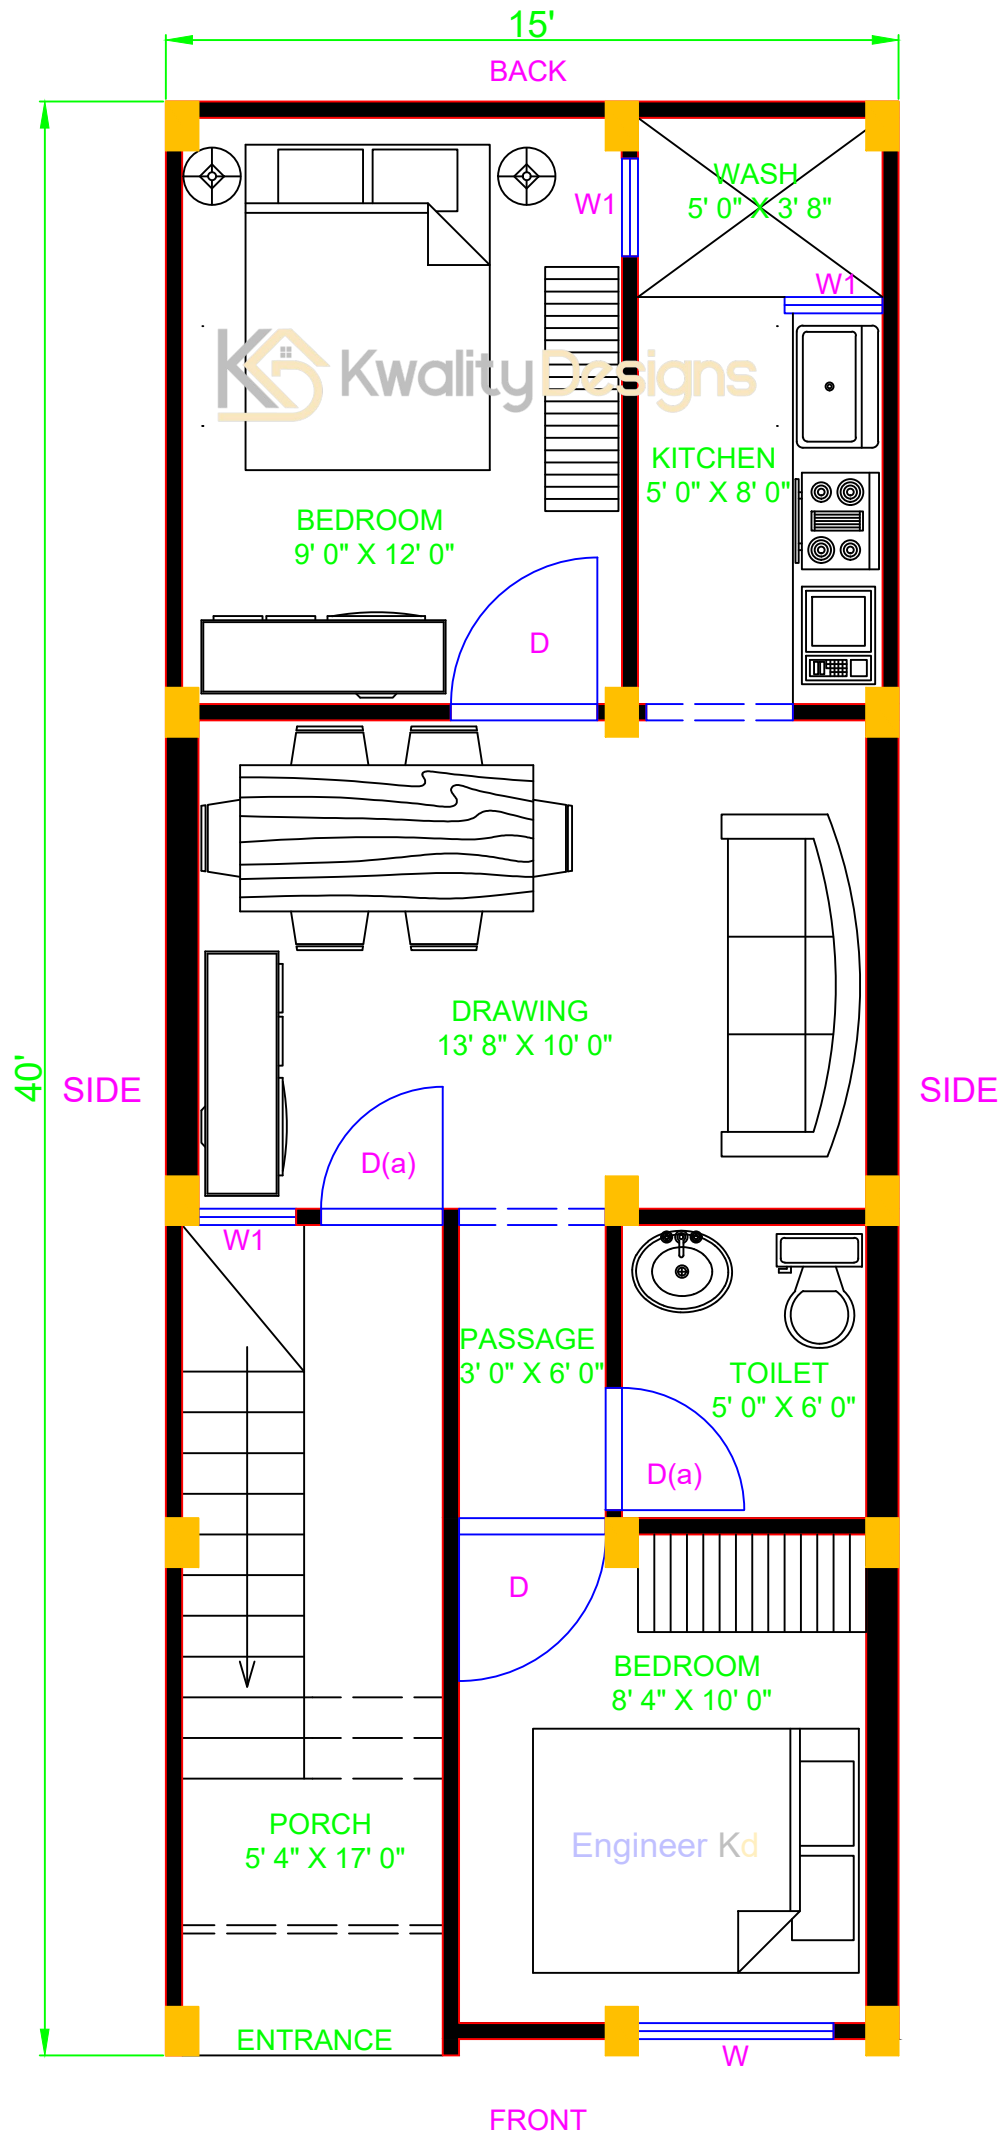 15'
BACK
WASH
5' 0" X 3' 8"
W1
W1
Kwality Designs
KITCHEN
5' 0" X 8' 0"
BEDROOM
9' 0" X 12' 0"
D
DRAWING
13' 8" X 10' 0"
40'
SIDE
SIDE
D(a)
W1
PASSAGE
3' 0" X 6' 0"
TOILET
5' 0" X 6' 0"
D(a)
D
BEDROOM
8' 4" X 10' 0"
PORCH
5' 4" X 17' 0"
Engineer Kd
ENTRANCE
W
FRONT